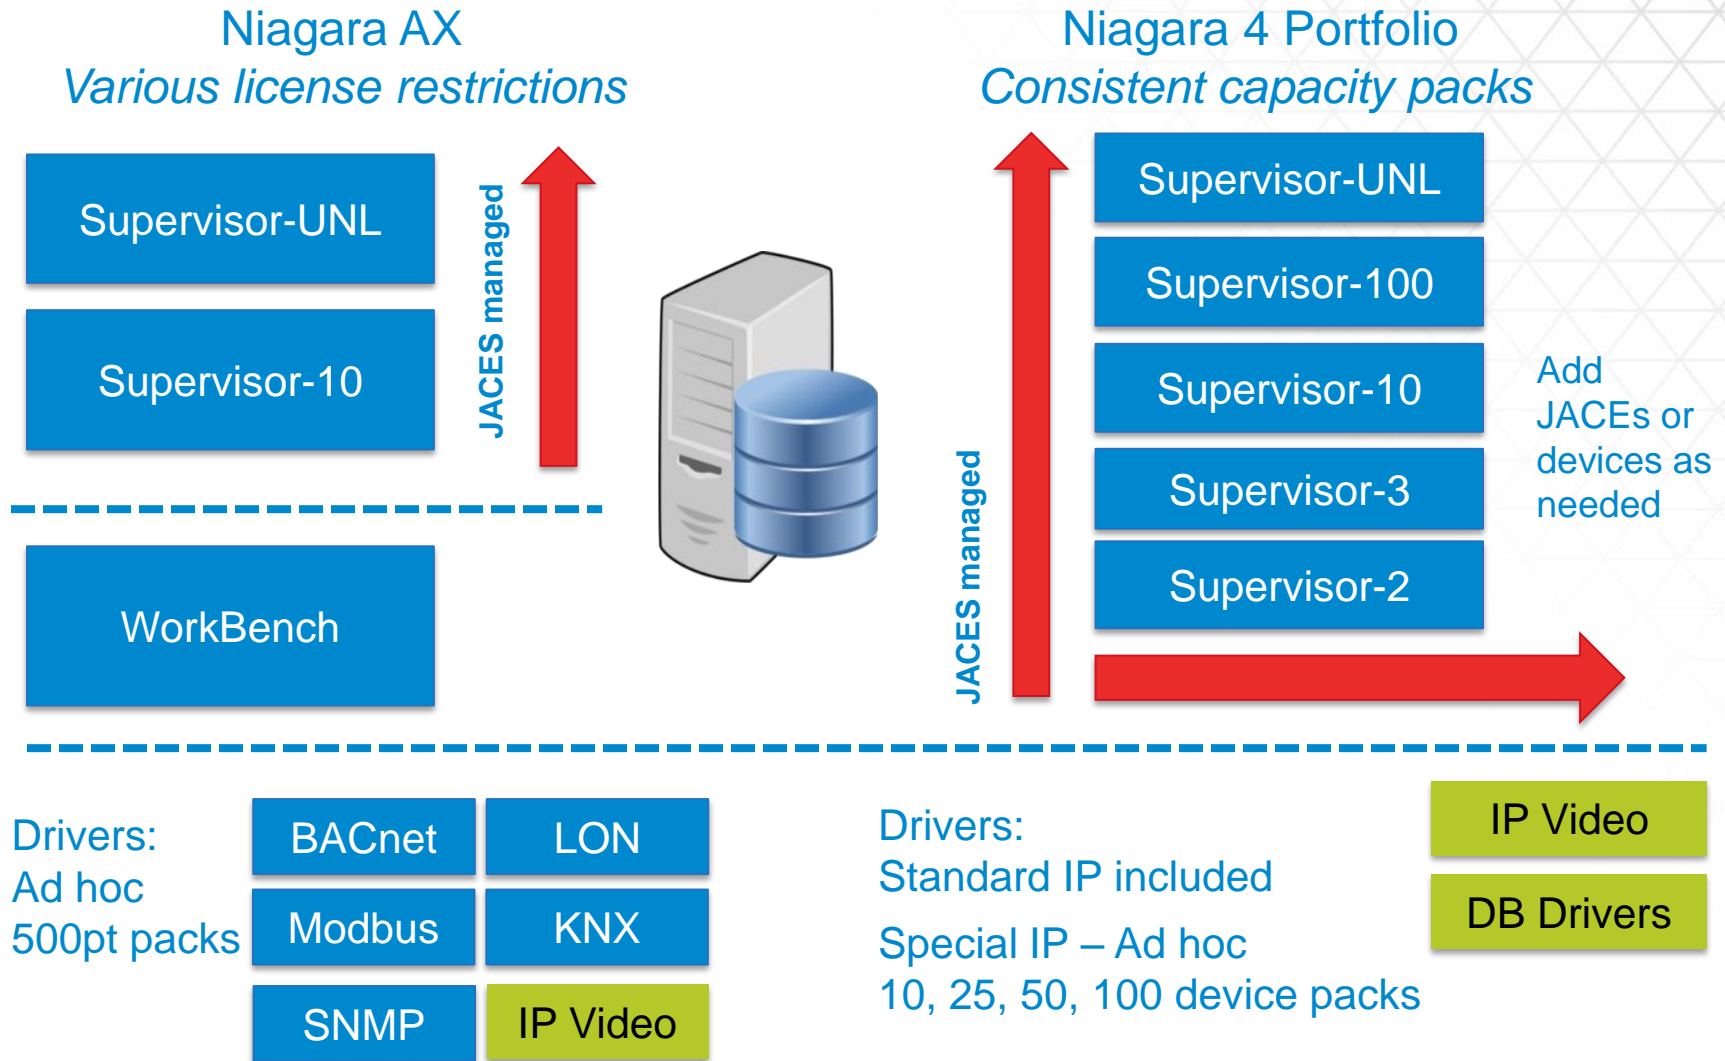 Niagara AX
Various license restrictions
Supervisor-UNL
Supervisor-10
JACES managed
WorkBench
Niagara 4 Portfolio
Consistent capacity packs
Supervisor-UNL
Supervisor-100
Supervisor-10
Supervisor-3
Supervisor-2
JACES managed
Add
JACEs or
devices as
needed
Drivers:
Ad hoc
500pt packs
BACnet
LON
Modbus
KNX
SNMP
IP Video
Drivers:
Standard IP included
Special IP – Ad hoc
10, 25, 50, 100 device packs
IP Video
DB Drivers